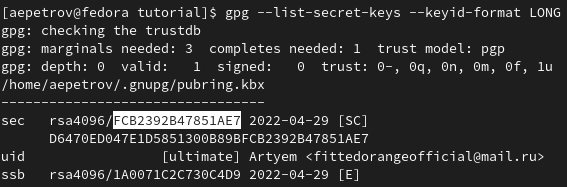 [aepetrov@fedora tutorial]$ gpg --list-secret-keys --keyid-format LONG
gpg: checking the trustdb
gpg: marginals needed: 3  completes needed: 1  trust model: pgp
gpg: depth: 0  valid:   1  signed:   0  trust: 0-, 0q, 0n, 0m, 0f, 1u
/home/aepetrov/.gnupg/pubring.kbx
---------------------------------
sec   rsa4096/FCB2392B47851AE7 2022-04-29 [SC]
      D6470ED047E1D5851300B89BFCB2392B47851AE7
uid                 [ultimate] Artyem <fittedorangeofficial@mail.ru>
ssb   rsa4096/1A0071C2C730C4D9 2022-04-29 [E]